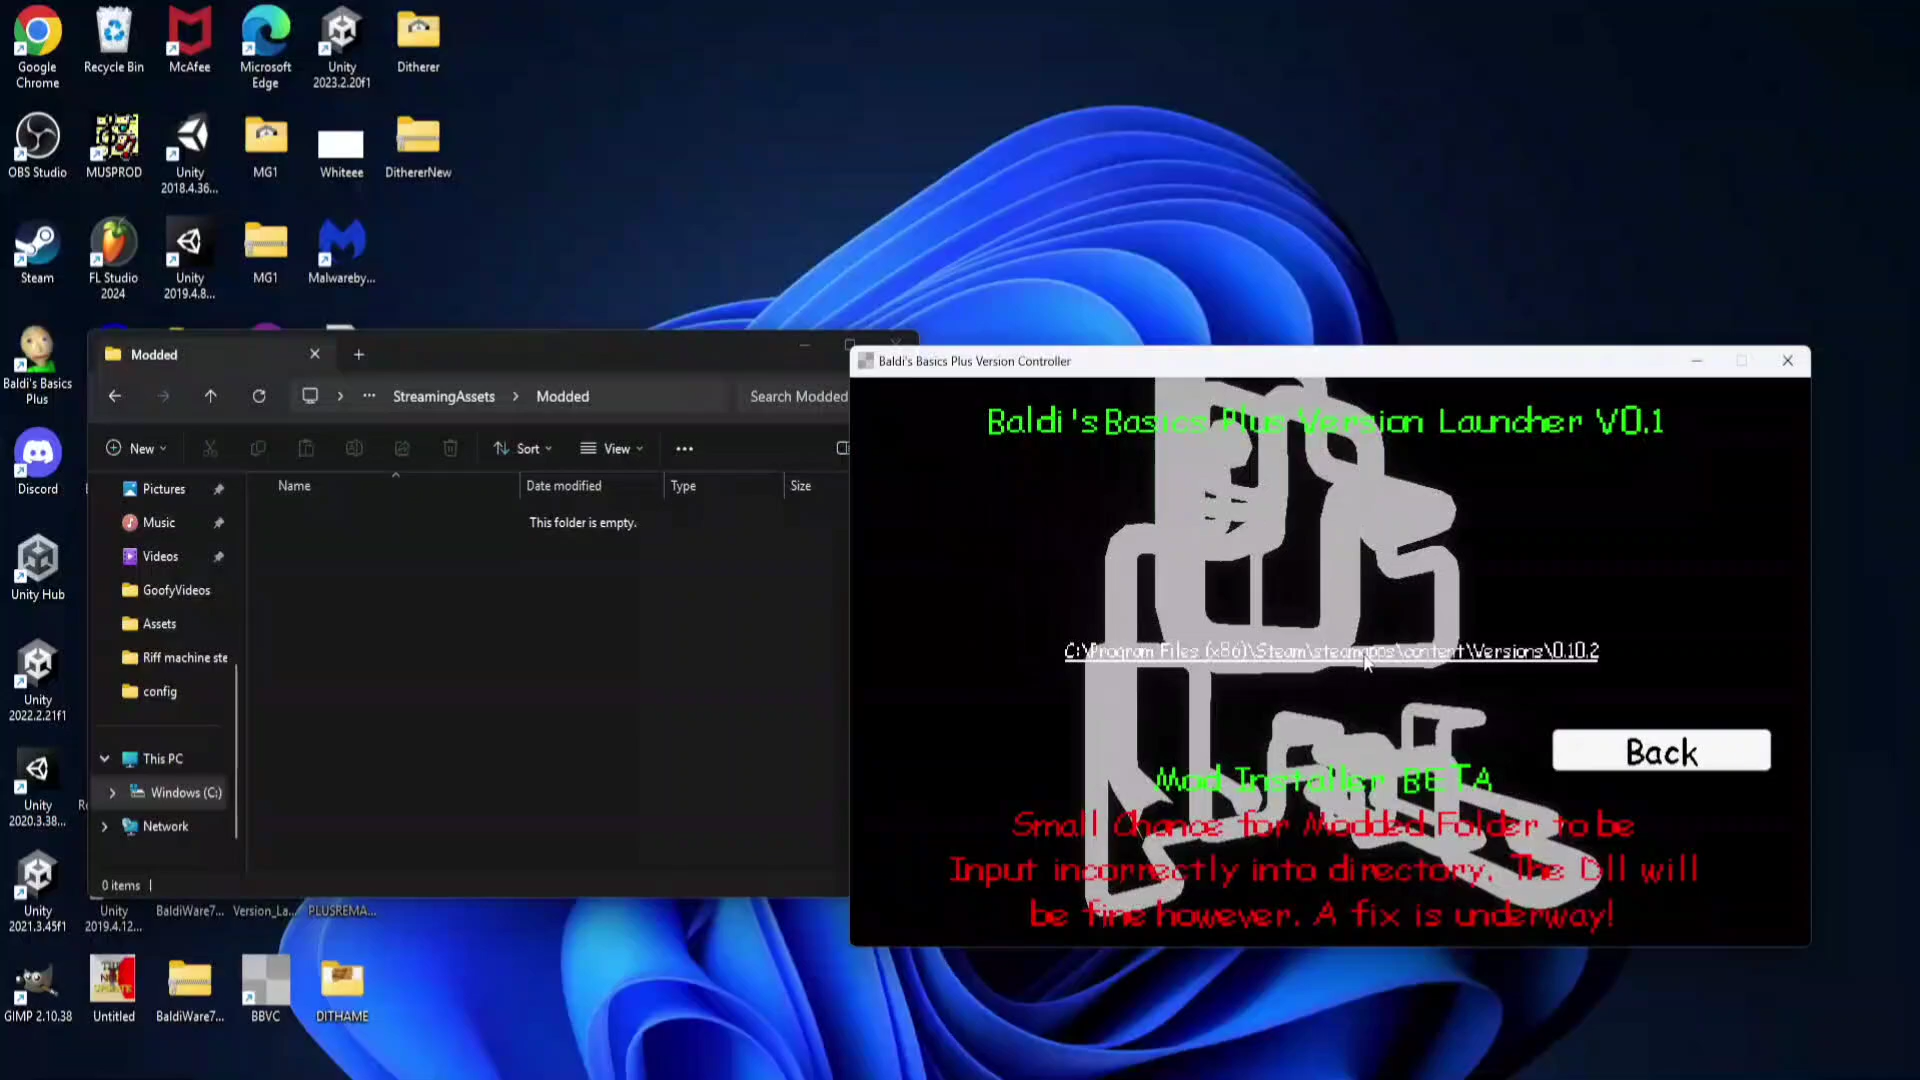 Google Chrome
Recycle Bin
McAfee
Microsoft Edge
Unity 2023.2.20f1
Ditherer
OBS Studio
MUSPROD
Unity 2018.4.36...
MG1
Whiteee
DithererNew
Steam
FL Studio 2024
Unity 2019.4.8...
MG1
Malwareby...
Baldi's Basics Plus
Discord
Unity Hub
Unity 2022.2.21f1
Unity 2020.3.38...
Unity 2021.3.45f1
Unity 2019.4.12...
BaldiWare7...
Version_La...
PLUSREMA...
GIMP 2.10.38
Untitled
BaldiWare7...
BBVC
DITHAME
Modded
StreamingAssets
Modded
Search Modded
New
Sort
View
Name
Date modified
Type
Size
This folder is empty.
Pictures
Music
Videos
GoofyVideos
Assets
Riff machine ste
config
This PC
Windows (C:)
Network
0 items
Baldi's Basics Plus Version Controller
Baldi's Basics Plus Version Launcher V0.1
C:\Program Files (x86)\Steam\steamapps\content\Versions\0.10.2
Back
Mod Installer BETA
Small Chance for Modded Folder to be
Input incorrectly into directory. The Dll will
be fine however. A fix is underway!